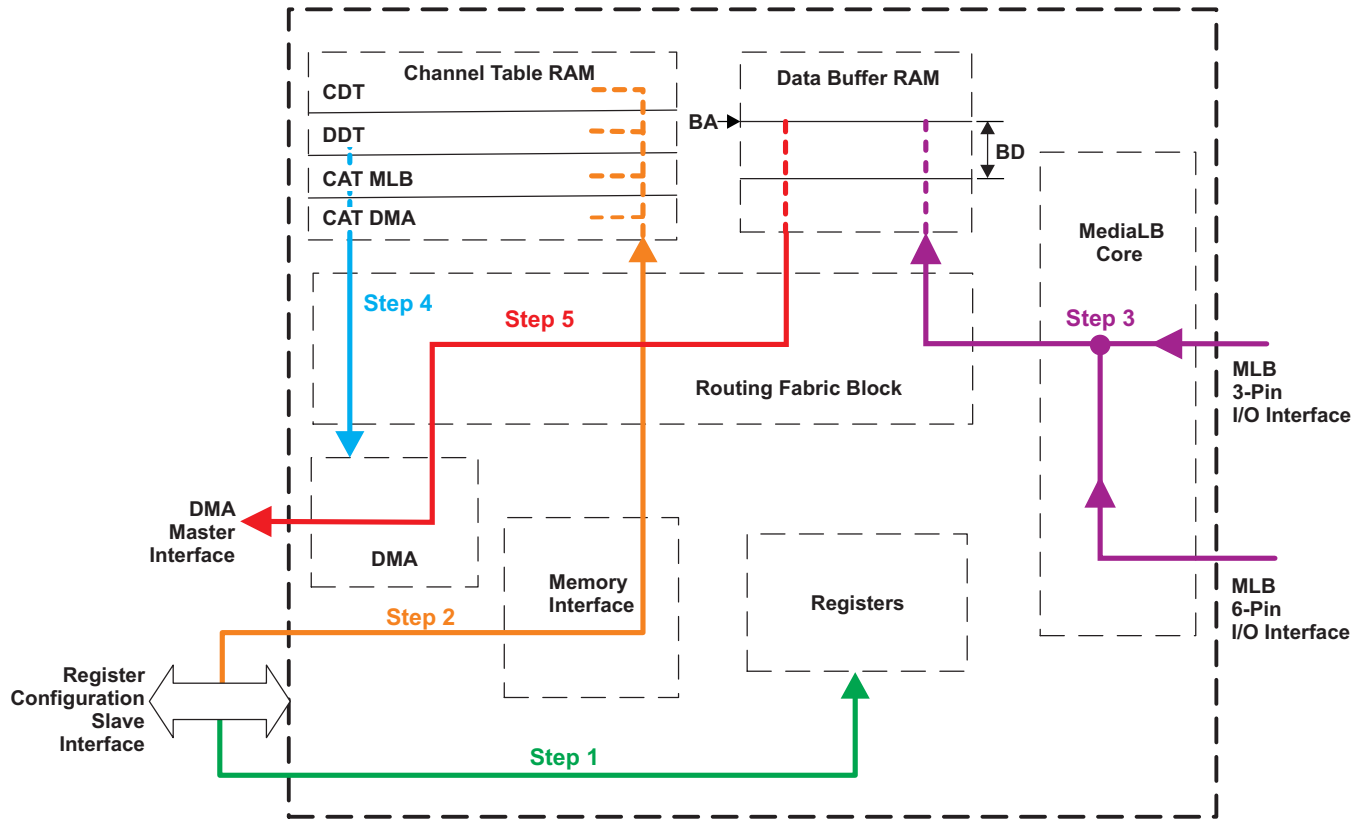 Channel Table RAM
CDT
DDT
CAT MLB
CAT DMA
Data Buffer RAM
BA
BD
MediaLB
Core
Step 4
Step 5
Step 3
Routing Fabric Block
MLB
3-Pin
I/O Interface
DMA
Master
Interface
DMA
Memory
Interface
Registers
MLB
6-Pin
I/O Interface
Step 2
Register
Configuration
Slave
Interface
Step 1